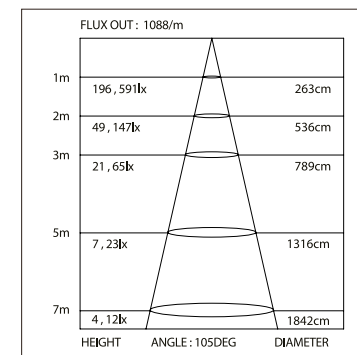 FLUX OUT : 1088/m
1m
196 , 591lx 263cm
2m
49 , 147lx 536cm
3m
21 , 65lx 789cm
5m
7 , 23lx 1316cm
7m
4 , 12lx 1842cm
HEIGHT ANGLE : 105DEG DIAMETER